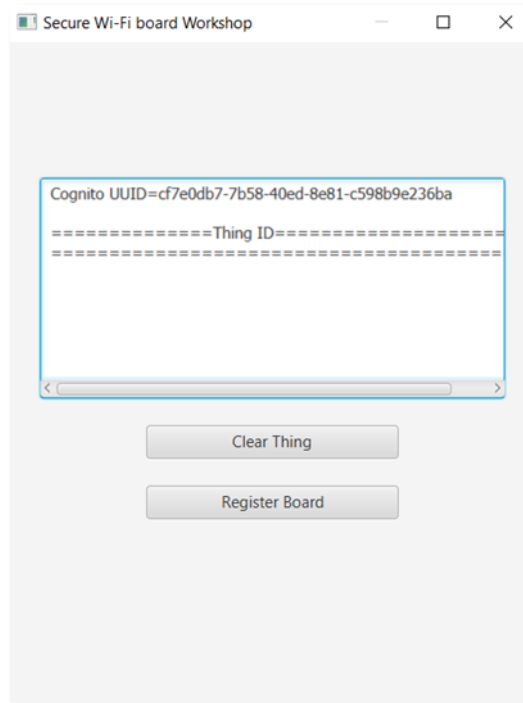 Secure Wi-Fi board Workshop
Cognito UUID=cf7e0db7-7b58-40ed-8e81-c598b9e236ba
==============Thing ID====================
=======================================
Clear Thing
Register Board